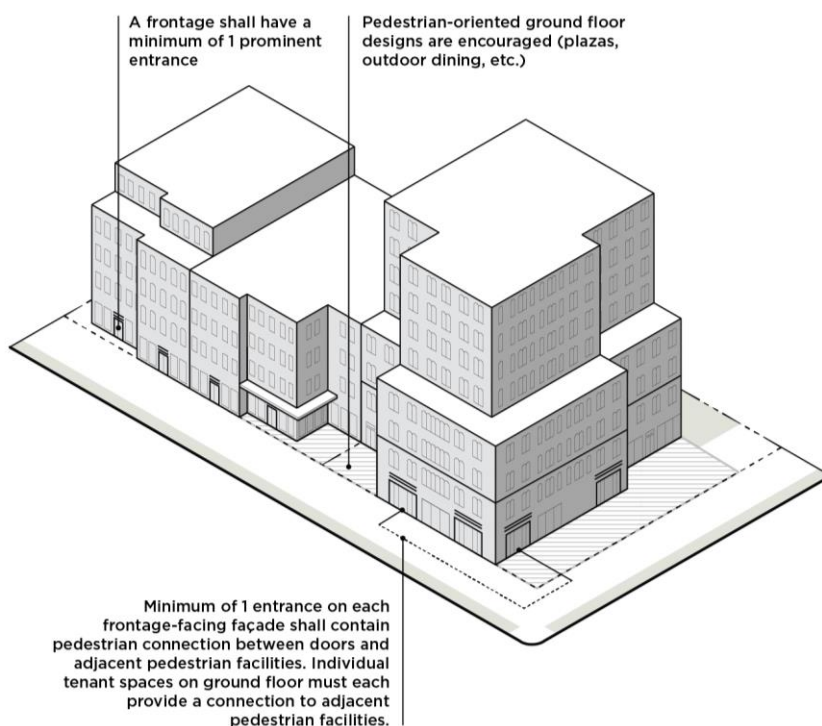 A frontage shall have a
minimum of 1 prominent
entrance
Pedestrian-oriented ground floor
designs are encouraged (plazas,
outdoor dining, etc.)
Minimum of 1 entrance on each
frontage-facing façade shall contain
pedestrian connection between doors and
adjacent pedestrian facilities. Individual
tenant spaces on ground floor must each
provide a connection to adjacent
pedestrian facilities.